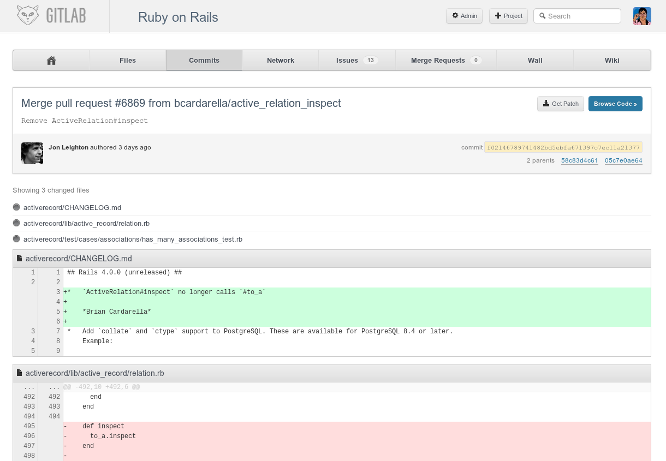 GITLAB
Ruby on Rails
Admin
Project
Search
Files
Commits
Network
Issues 13
Merge Requests 0
Wall
Wiki
Merge pull request #6869 from bcardarella/active_relation_inspect
Get Patch
Browse Code »
Remove ActiveRelation#inspect
Jon Leighton authored 3 days ago
commit
2 parents 58c83d4c61 05c7e0ae64
Showing 3 changed files
activerecord/CHANGELOG.md
activerecord/lib/active_record/relation.rb
activerecord/test/cases/associations/has_many_associations_test.rb
activerecord/CHANGELOG.md
1 1 ## Rails 4.0.0 (unreleased) ##
2 2
3 +* `ActiveRelation#inspect` no longer calls `#to_a`
4 +
5 + *Brian Cardarella*
6 +
3 7 * Add `collate` and `ctype` support to PostgreSQL. These are available for PostgreSQL 8.4 or later.
4 8 Example:
5 9
activerecord/lib/active_record/relation.rb
... ... @@ -492,10 +492,6 @@
492 492 end
493 493 end
494 494
495 - def inspect
496 - to_a.inspect
497 - end
498 -